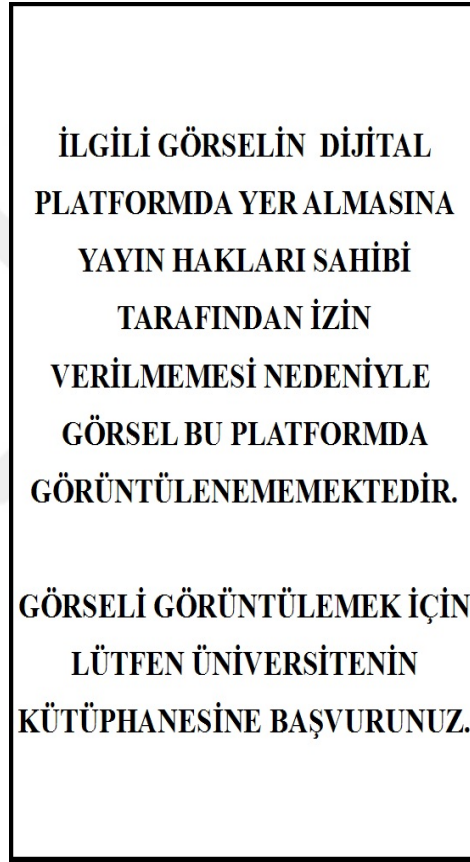 İLGİLİ GÖRSELİN DİJİTAL
PLATFORMDA YER ALMASINA
YAYIN HAKLARI SAHİBİ
TARAFINDAN İZİN
VERİLMEMESİ NEDENİYLE
GÖRSEL BU PLATFORMDA
GÖRÜNTÜLENEMEMEKTEDİR.
GÖRSELİ GÖRÜNTÜLEMEK İÇİN
LÜTFEN ÜNİVERSİTENİN
KÜTÜPHANESİNE BAŞVURUNUZ.